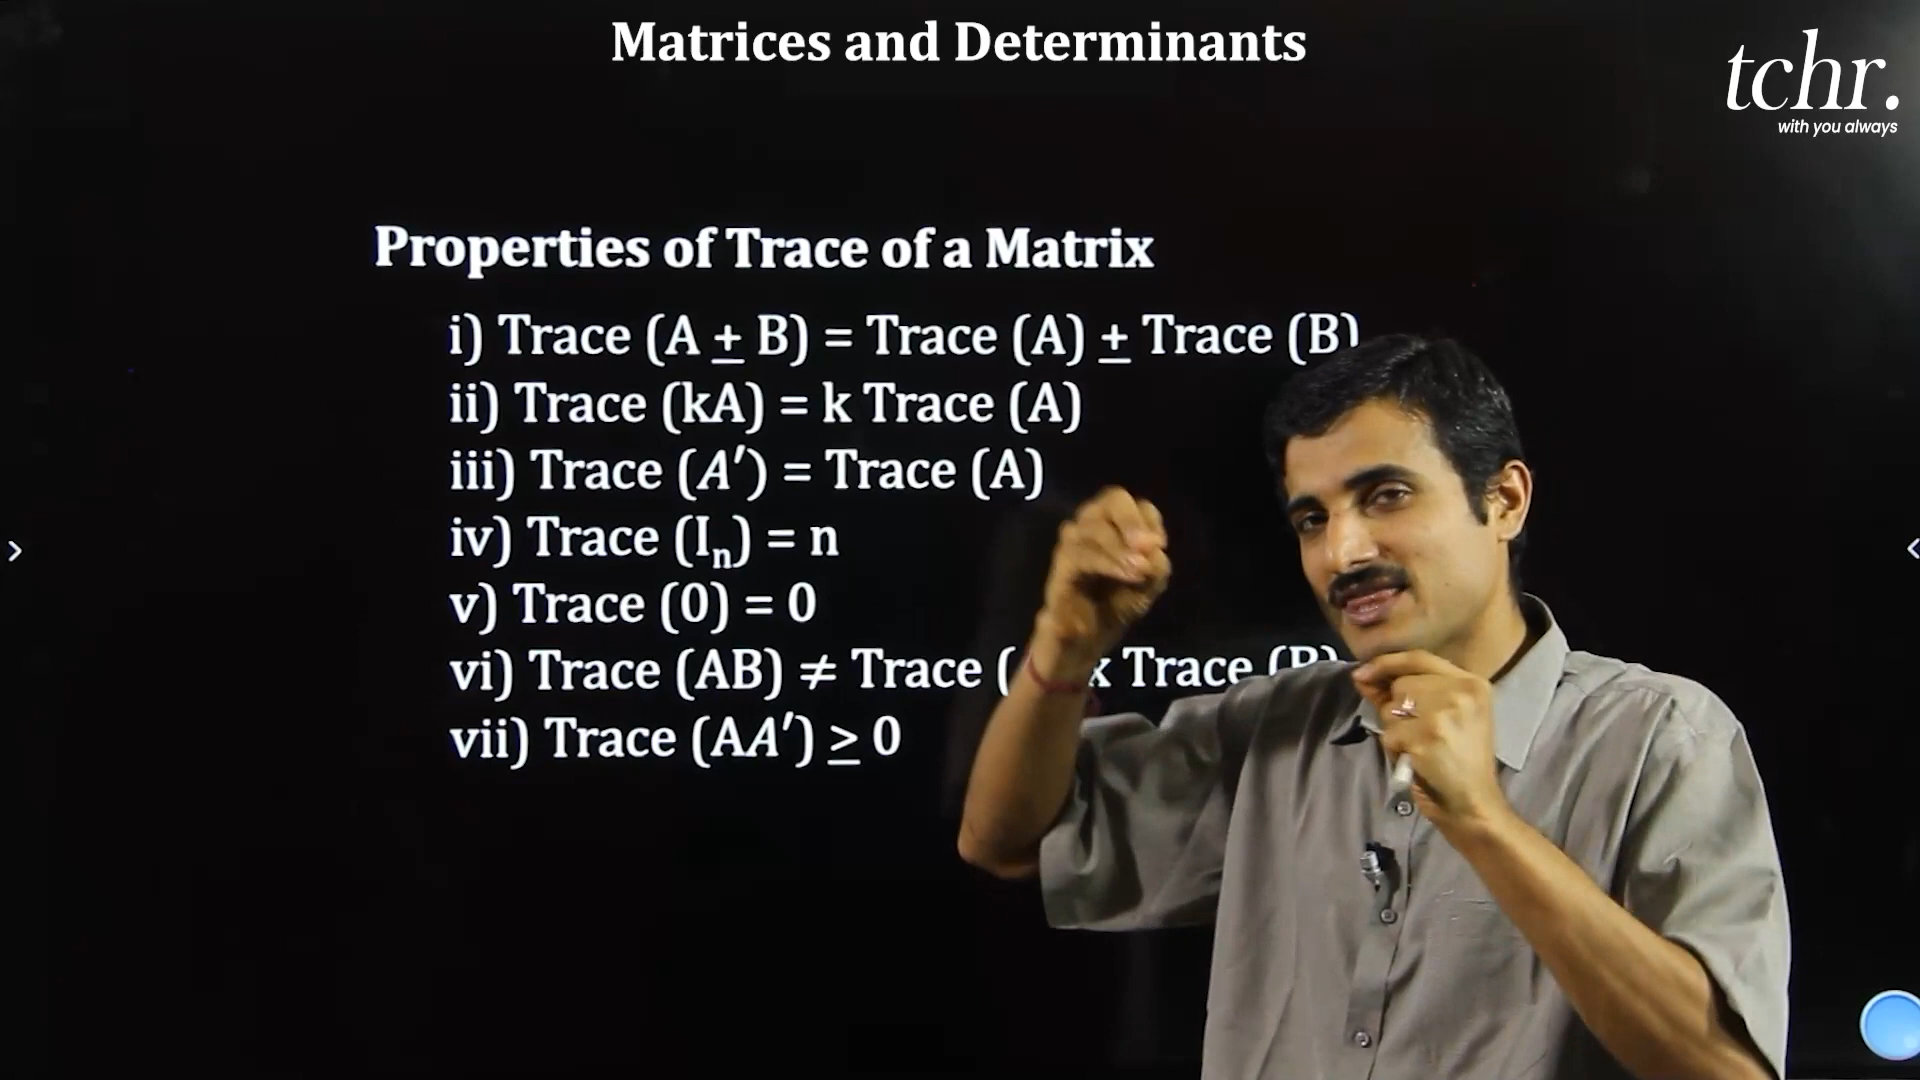 Matrices and Determinants
tchr.
with you always
Properties of Trace of a Matrix
i) Trace (A ± B) = Trace (A) ± Trace (B)
ii) Trace (kA) = k Trace (A)
iii) Trace (A′) = Trace (A)
iv) Trace (Iₙ) = n
v) Trace (0) = 0
vi) Trace (AB) ≠ Trace ( x Trace (B)
vii) Trace (AA′) ≥ 0